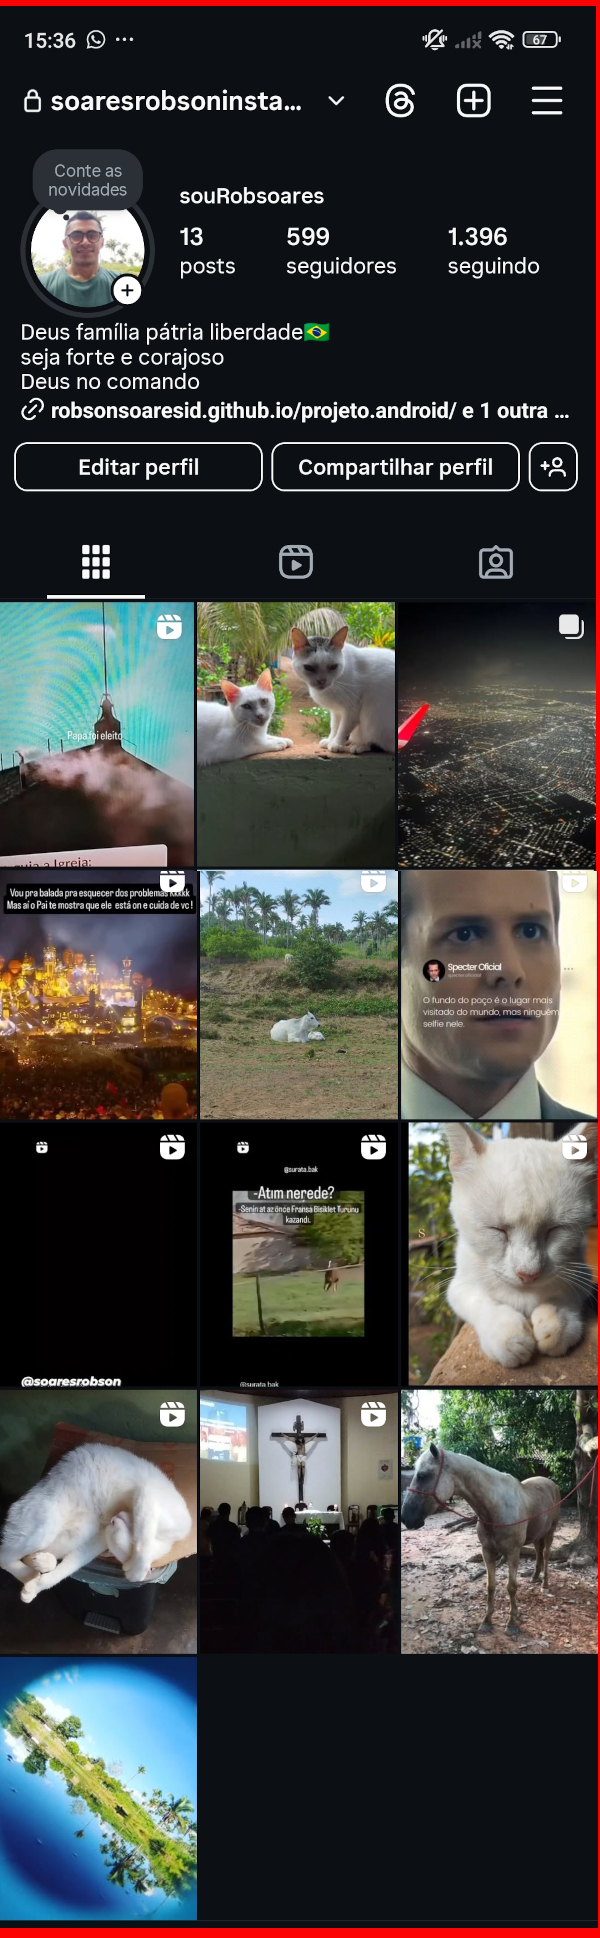 15:36
67
soaresrobsoninsta...
Conte as
novidades
souRobsoares
13 599 1.396
posts seguidores seguindo
Deus família pátria liberdade🇧🇷
seja forte e corajoso
Deus no comando
robsonsoaresid.github.io/projeto.android/ e 1 outra ...
Editar perfil Compartilhar perfil
Papa foi eleito
guia a Igreja:
Vou pra balada pra esquecer dos problemas kkkkk
Mas aí o Pai te mostra que ele está on e cuida de vc !
Specter Oficial
O fundo do poço é o lugar mais
visitado do mundo, mas ninguém
selfie nele.
@soaresrobson
@surata.bak
-Atım nerede?
-Senin at az önce Fransa Bisiklet Turunu
kazandı.
@surata.bak